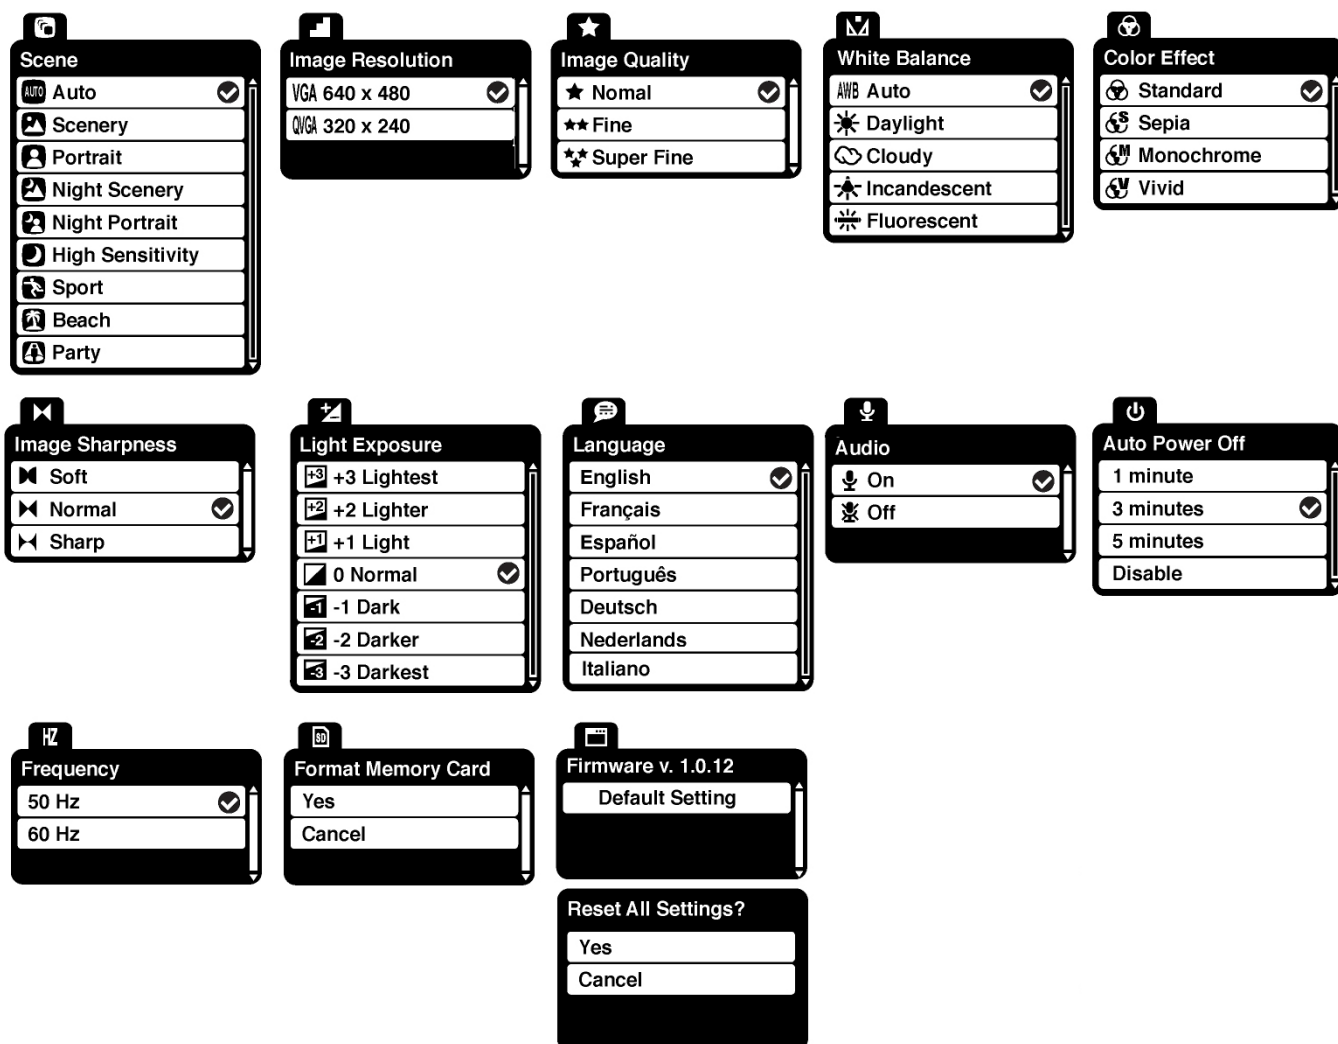 Scene
AUTO Auto
Scenery
Portrait
Night Scenery
Night Portrait
High Sensitivity
Sport
Beach
Party
Image Resolution
VGA 640 x 480
QVGA 320 x 240
Image Quality
Nomal
Fine
Super Fine
White Balance
AWB Auto
Daylight
Cloudy
Incandescent
Fluorescent
Color Effect
Standard
S Sepia
M Monochrome
V Vivid
Image Sharpness
Soft
Normal
Sharp
Light Exposure
+3 +3 Lightest
+2 +2 Lighter
+1 +1 Light
0 Normal
-1 -1 Dark
-2 -2 Darker
-3 -3 Darkest
Language
English
Français
Español
Português
Deutsch
Nederlands
Italiano
Audio
On
Off
Auto Power Off
1 minute
3 minutes
5 minutes
Disable
HZ
Frequency
50 Hz
60 Hz
SD
Format Memory Card
Yes
Cancel
Firmware v. 1.0.12
Default Setting
Reset All Settings?
Yes
Cancel